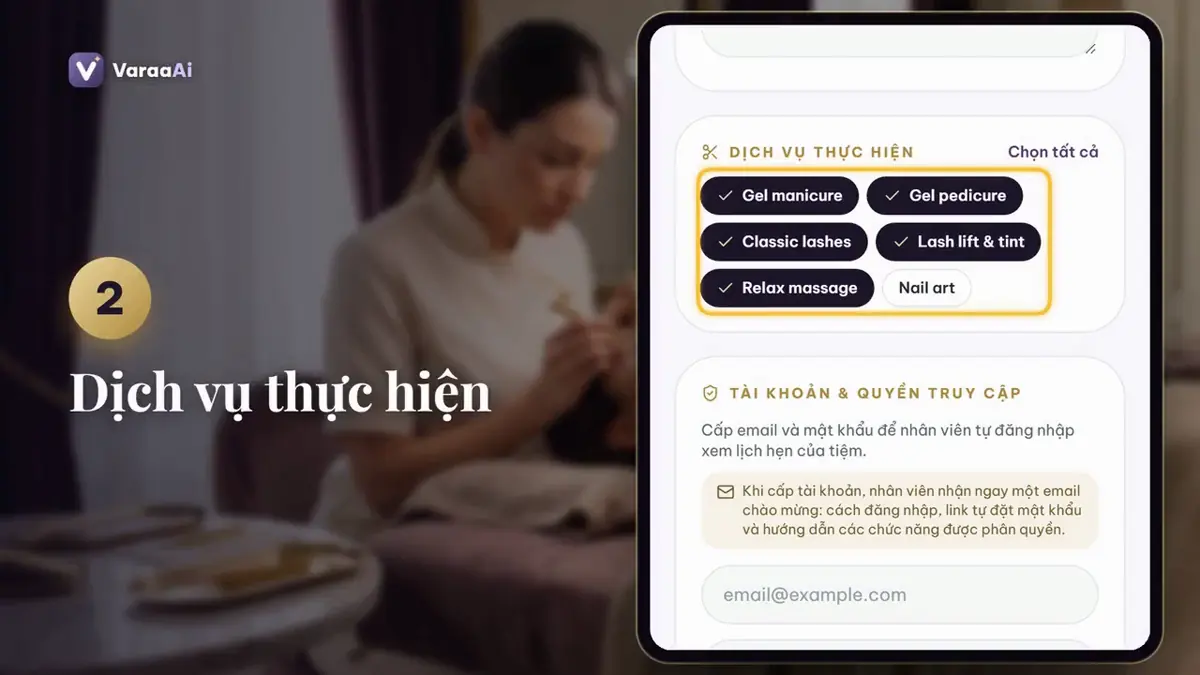 VaraaAi
2
Dịch vụ thực hiện
DỊCH VỤ THỰC HIỆN
Chọn tất cả
Gel manicure
Gel pedicure
Classic lashes
Lash lift & tint
Relax massage
Nail art
TÀI KHOẢN & QUYỀN TRUY CẬP
Cấp email và mật khẩu để nhân viên tự đăng nhập
xem lịch hẹn của tiệm.
Khi cấp tài khoản, nhân viên nhận ngay một email
chào mừng: cách đăng nhập, link tự đặt mật khẩu
và hướng dẫn các chức năng được phân quyền.
email@example.com